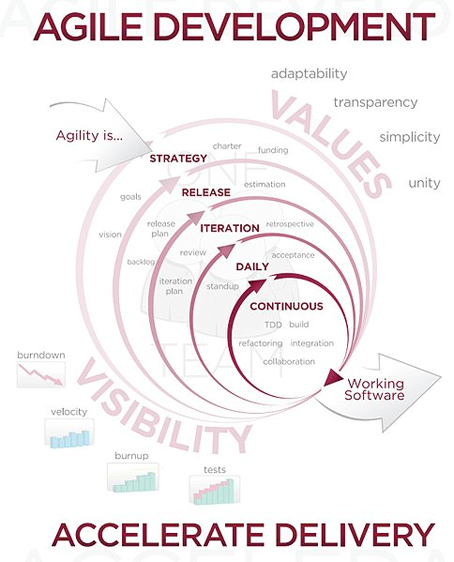 AGILE DEVELOPMENT
adaptability
transparency
simplicity
unity
VALUES
Agility is...
STRATEGY
charter
funding
RELEASE
estimation
goals
vision
release
plan
ITERATION
retrospective
backlog
review
iteration
plan
DAILY
acceptance
standup
CONTINUOUS
TDD build
refactoring integration
collaboration
ONE
TEAM
Working
Software
VISIBILITY
burndown
velocity
burnup
tests
ACCELERATE DELIVERY